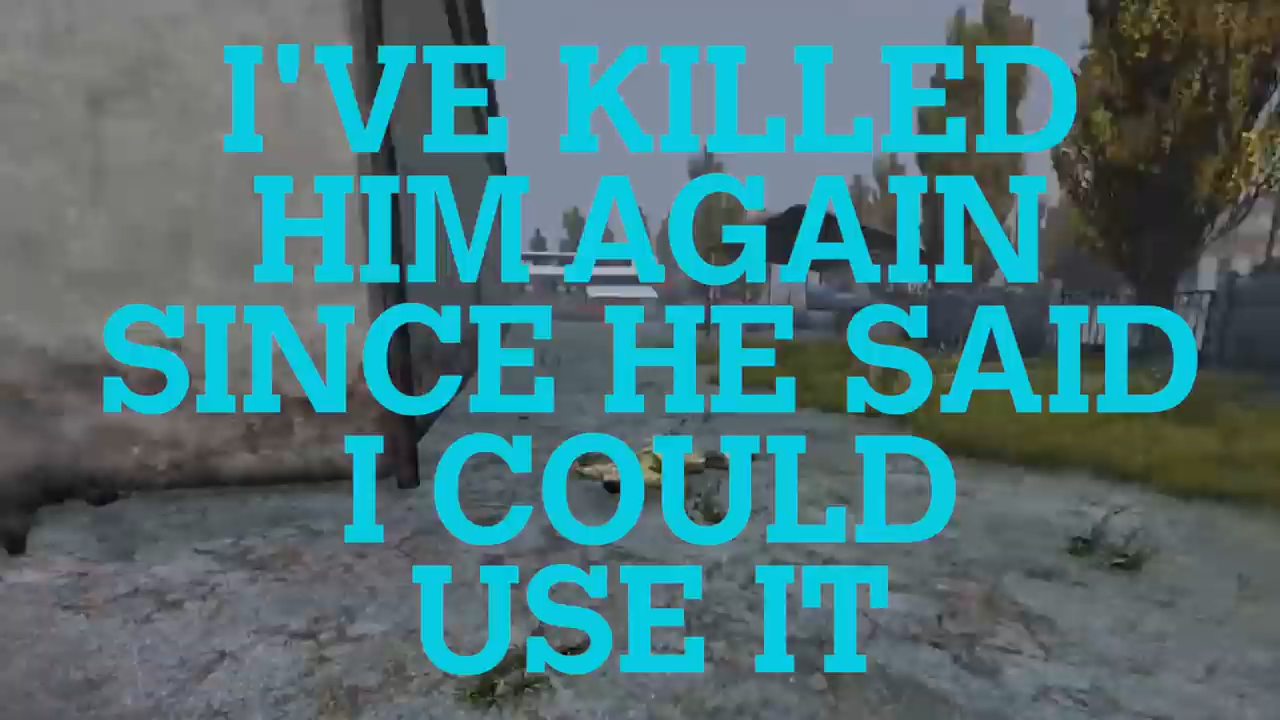 I'VE KILLED
HIM AGAIN
SINCE HE SAID
I COULD
USE IT